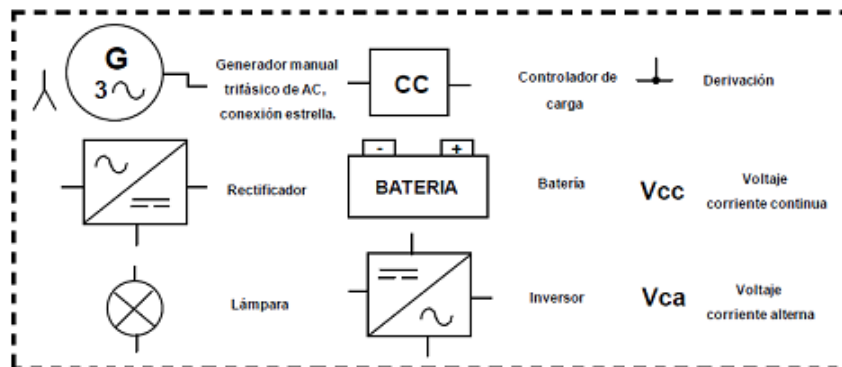 G
3
Generador manual
trifásico de AC,
conexión estrella.
CC
Controlador de
carga
Derivación
Rectificador
- +
BATERIA
Batería
Vcc
Voltaje
corriente continua
Lámpara
Inversor
Vca
Voltaje
corriente alterna